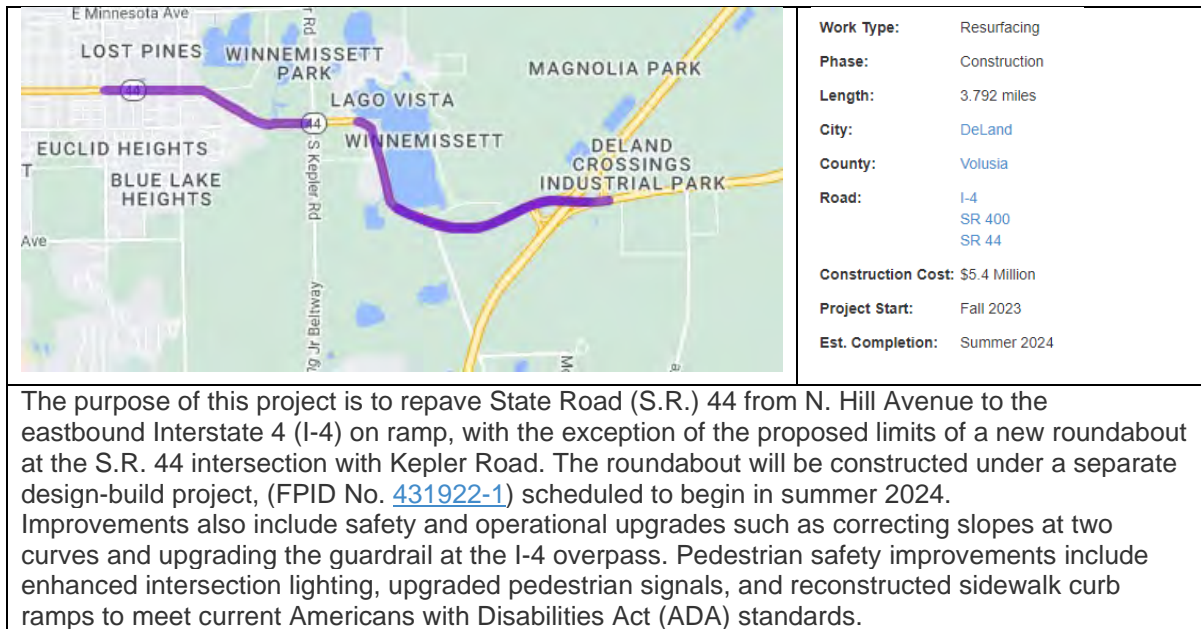 E Minnesota Ave
Rd
LOST PINES
WINNEMISSETT
PARK
MAGNOLIA PARK
44
LAGO VISTA
44
WINNEMISSETT
EUCLID HEIGHTS
DELAND
CROSSINGS
INDUSTRIAL PARK
T
BLUE LAKE
HEIGHTS
S Kepler Rd
Ave
ng Jr Beltway
Work Type: Resurfacing
Phase: Construction
Length: 3.792 miles
City: DeLand
County: Volusia
Road: I-4
SR 400
SR 44
Construction Cost: $5.4 Million
Project Start: Fall 2023
Est. Completion: Summer 2024
The purpose of this project is to repave State Road (S.R.) 44 from N. Hill Avenue to the
eastbound Interstate 4 (I-4) on ramp, with the exception of the proposed limits of a new roundabout
at the S.R. 44 intersection with Kepler Road. The roundabout will be constructed under a separate
design-build project, (FPID No. 431922-1) scheduled to begin in summer 2024.
Improvements also include safety and operational upgrades such as correcting slopes at two
curves and upgrading the guardrail at the I-4 overpass. Pedestrian safety improvements include
enhanced intersection lighting, upgraded pedestrian signals, and reconstructed sidewalk curb
ramps to meet current Americans with Disabilities Act (ADA) standards.